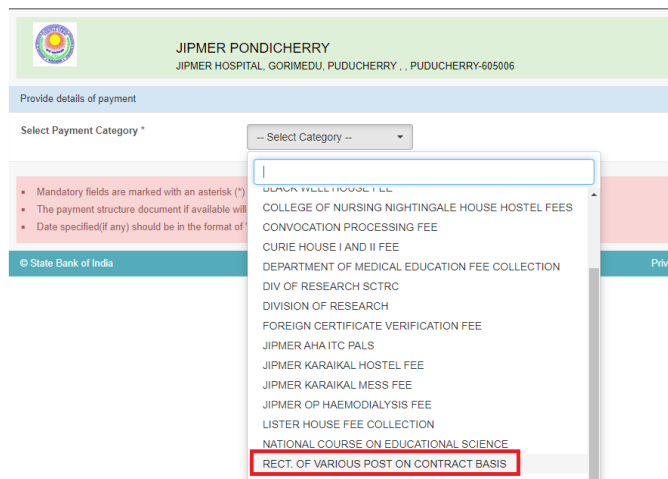 JIPMER PONDICHERRY
JIPMER HOSPITAL, GORIMEDU, PUDUCHERRY , , PUDUCHERRY-605006
Provide details of payment
Select Payment Category *
-- Select Category --
BLACK WELL HOUSE FEE
Mandatory fields are marked with an asterisk (*)
COLLEGE OF NURSING NIGHTINGALE HOUSE HOSTEL FEES
The payment structure document if available will
CONVOCATION PROCESSING FEE
Date specified(if any) should be in the format of '
CURIE HOUSE I AND II FEE
© State Bank of India
DEPARTMENT OF MEDICAL EDUCATION FEE COLLECTION
Priv
DIV OF RESEARCH SCTRC
DIVISION OF RESEARCH
FOREIGN CERTIFICATE VERIFICATION FEE
JIPMER AHA ITC PALS
JIPMER KARAIKAL HOSTEL FEE
JIPMER KARAIKAL MESS FEE
JIPMER OP HAEMODIALYSIS FEE
LISTER HOUSE FEE COLLECTION
NATIONAL COURSE ON EDUCATIONAL SCIENCE
RECT. OF VARIOUS POST ON CONTRACT BASIS